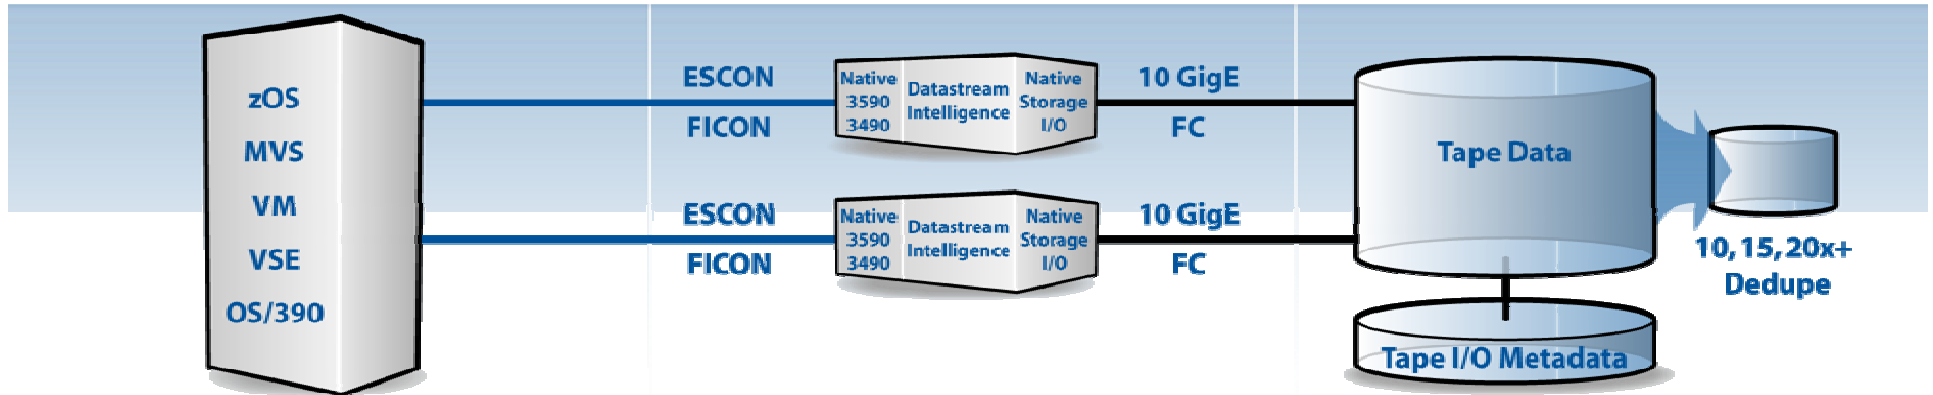 zOS
MVS
VM
VSE
OS/390
ESCON
FICON
Native
3590
3490
Datastream
Intelligence
Native
Storage
I/O
10 GigE
FC
ESCON
FICON
Native
3590
3490
Datastream
Intelligence
Native
Storage
I/O
10 GigE
FC
Tape Data
Tape I/O Metadata
10, 15, 20x+
Dedupe